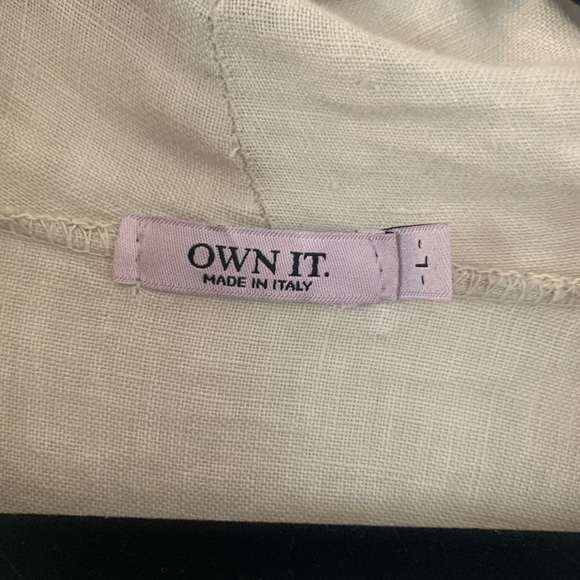 OWN IT.
MADE IN ITALY
- L -